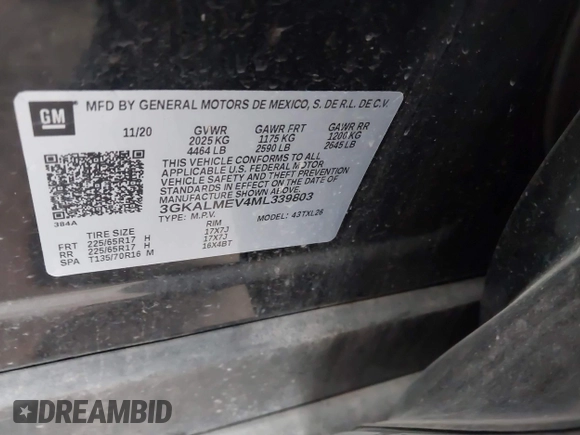 GM
MFD BY GENERAL MOTORS DE MEXICO, S. DE R.L. DE C.V.
11/20 GVWR GAWR FRT GAWR RR
2025 KG 1175 KG 1200 KG
4464 LB 2590 LB 2645 LB
THIS VEHICLE CONFORMS TO ALL
APPLICABLE U.S. FEDERAL MOTOR
VEHICLE SAFETY AND THEFT PREVENTION
STANDARDS IN EFFECT ON THE DATE OF
MANUFACTURE SHOWN ABOVE.
3GKALMEV4ML339803
384A
TYPE: M.P.V. MODEL: 43TXL26
TIRE SIZE RIM
FRT 225/65R17 H 17X7J
RR 225/65R17 H 17X7J
SPA T135/70R16 M 16X4BT
DREAMBID